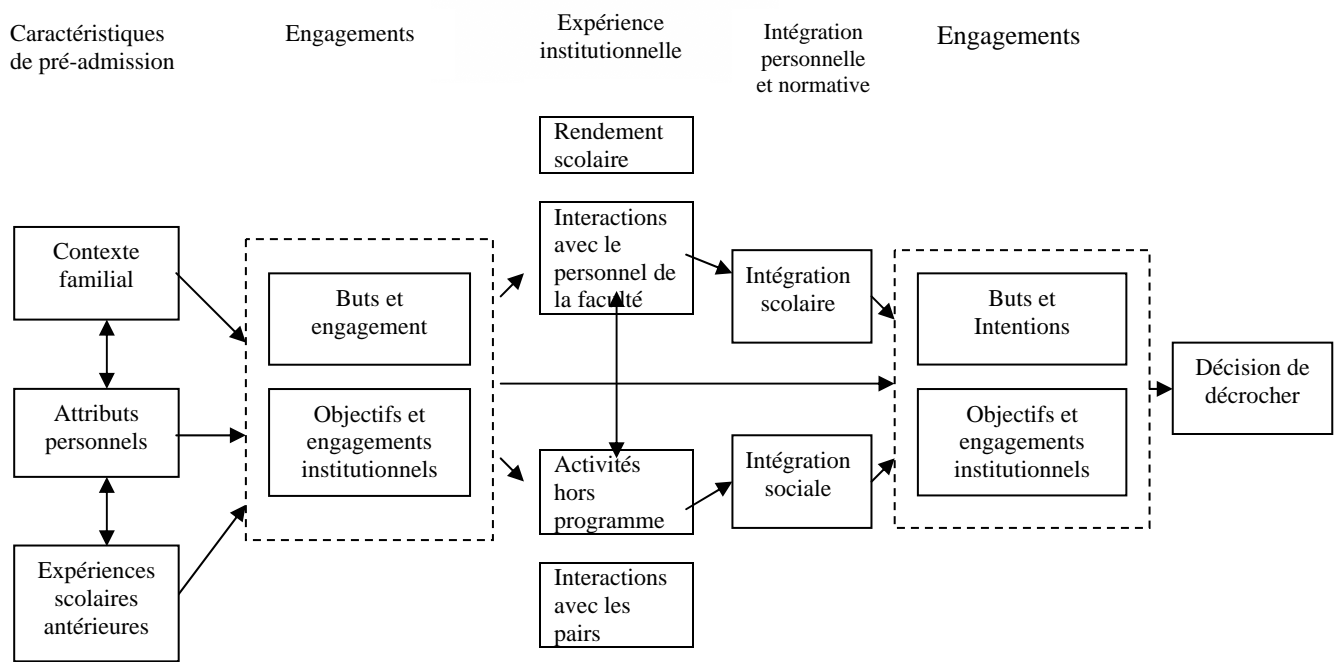 Caractéristiques
de pré-admission
Engagements
Expérience
institutionnelle
Intégration
personnelle
et normative
Engagements
Contexte
familial
Attributs
personnels
Expériences
scolaires
antérieures
Buts et
engagement
Objectifs et
engagements
institutionnels
Rendement
scolaire
Interactions
avec le
personnel de
la faculté
Activités
hors
programme
Interactions
avec les
pairs
Intégration
scolaire
Intégration
sociale
Buts et
Intentions
Objectifs et
engagements
institutionnels
Décision de
décrocher